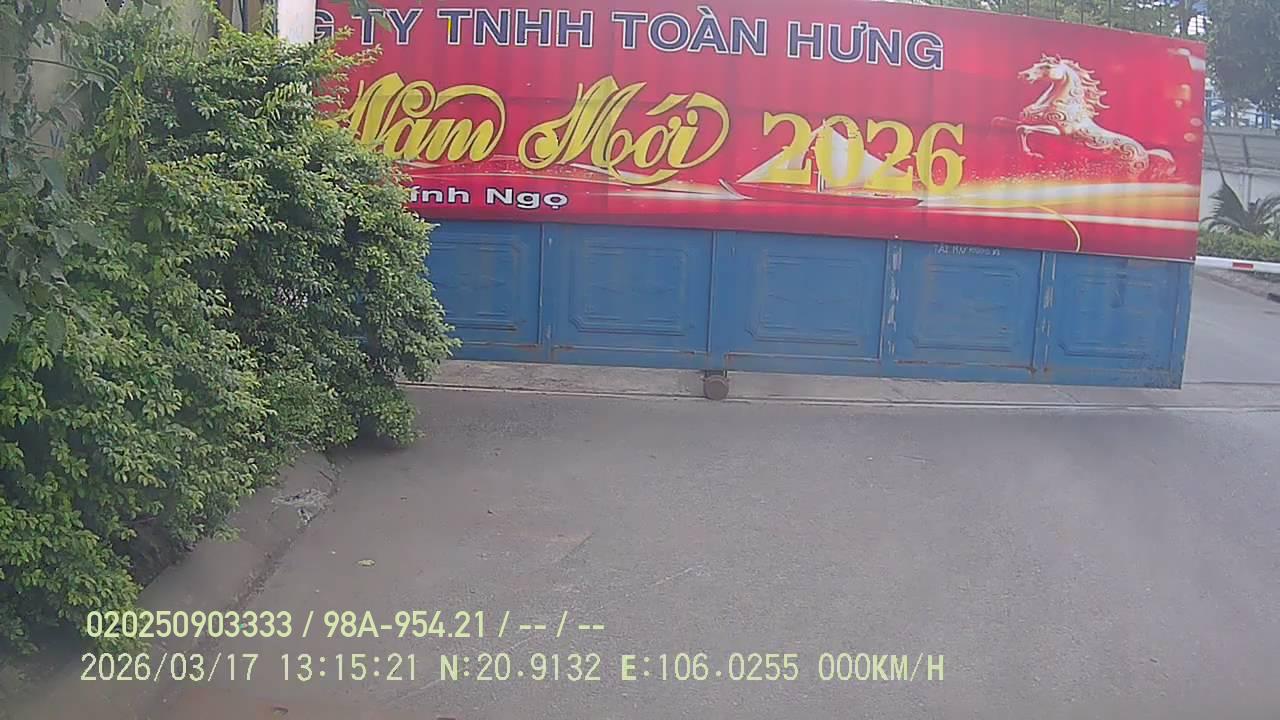 G TY TNHH TOÀN HƯNG
Năm Mới 2026
ính Ngọ
020250903333 / 98A-954.21 / -- / --
2026/03/17 13:15:21 N:20.9132 E:106.0255 000KM/H